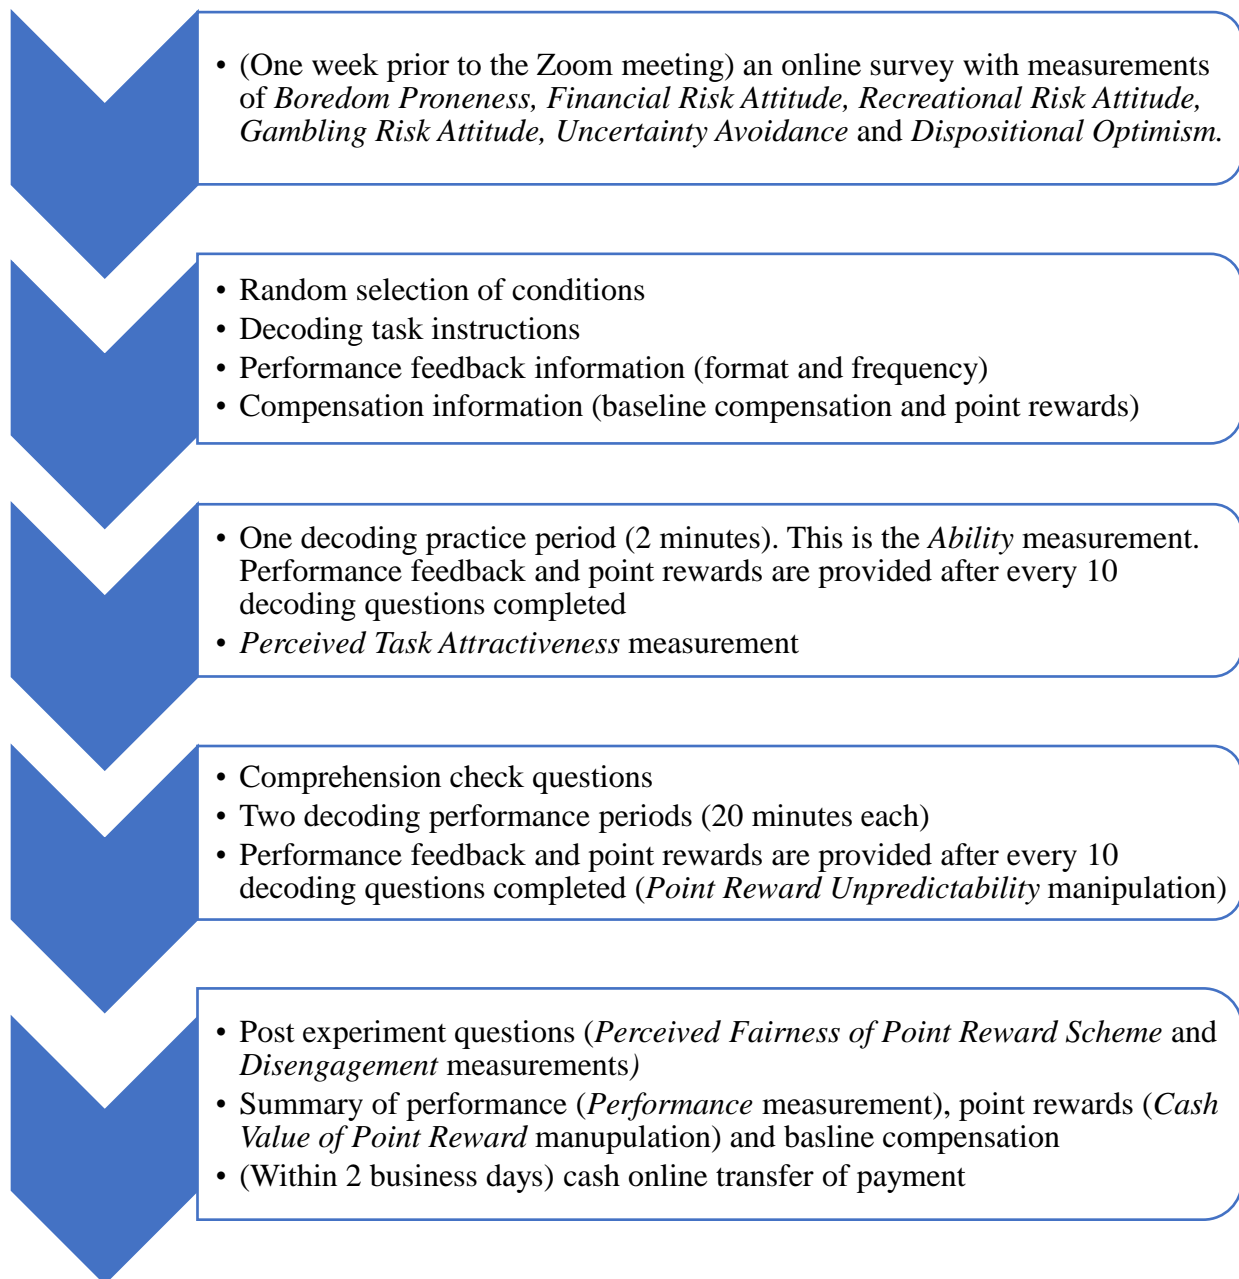 • (One week prior to the Zoom meeting) an online survey with measurements
of Boredom Proneness, Financial Risk Attitude, Recreational Risk Attitude,
Gambling Risk Attitude, Uncertainty Avoidance and Dispositional Optimism.
• Random selection of conditions
• Decoding task instructions
• Performance feedback information (format and frequency)
• Compensation information (baseline compensation and point rewards)
• One decoding practice period (2 minutes). This is the Ability measurement.
Performance feedback and point rewards are provided after every 10
decoding questions completed
• Perceived Task Attractiveness measurement
• Comprehension check questions
• Two decoding performance periods (20 minutes each)
• Performance feedback and point rewards are provided after every 10
decoding questions completed (Point Reward Unpredictability manipulation)
• Post experiment questions (Perceived Fairness of Point Reward Scheme and
Disengagement measurements)
• Summary of performance (Performance measurement), point rewards (Cash
Value of Point Reward manupulation) and basline compensation
• (Within 2 business days) cash online transfer of payment